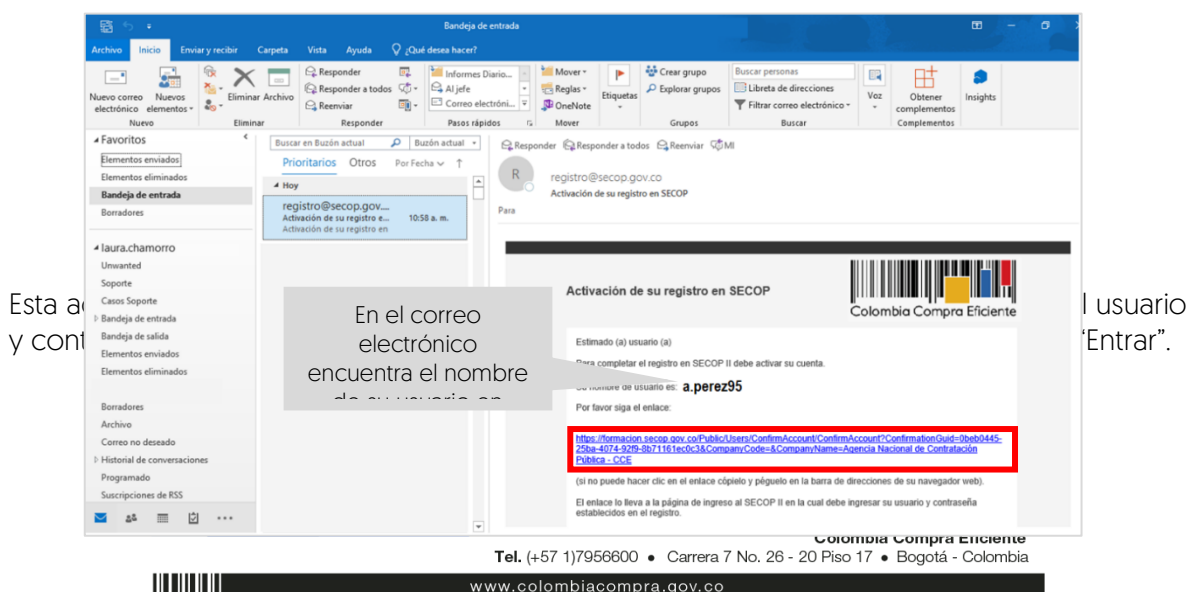 Bandeja de entrada
Archivo Inicio Enviar y recibir Carpeta Vista Ayuda ¿Qué desea hacer?
Nuevo correo electrónico
Nuevos elementos
Eliminar
Archivo
Responder
Responder a todos
Reenviar
Informes Diario...
Al jefe
Correo electróni...
Mover
Reglas
OneNote
Etiquetas
Crear grupo
Explorar grupos
Buscar personas
Libreta de direcciones
Filtrar correo electrónico
Voz
Obtener complementos
Insights
Nuevo Eliminar Responder Pasos rápidos Mover Grupos Buscar Complementos
Favoritos
Elementos enviados
Elementos eliminados
Bandeja de entrada
Borradores
laura.chamorro
Unwanted
Soporte
Casos Soporte
Bandeja de entrada
Bandeja de salida
Elementos enviados
Elementos eliminados
Borradores
Archivo
Correo no deseado
Historial de conversaciones
Programado
Suscripciones de RSS
Buscar en Buzón actual Buzón actual
Prioritarios Otros Por Fecha
Hoy
registro@secop.gov....
Activación de su registro e... 10:58 a. m.
Activación de su registro en
Responder Responder a todos Reenviar MI
R
registro@secop.gov.co
Activación de su registro en SECOP
Para
Activación de su registro en SECOP
Colombia Compra Eficiente
Estimado (a) usuario (a)
Para completar el registro en SECOP II debe activar su cuenta.
Su nombre de usuario es: a.perez95
Por favor siga el enlace:
https://formacion.secop.gov.co/Public/Users/ConfirmAccount/ConfirmAccount?ConfirmationGuid=0beb0445-
25ba-4074-92f9-8b71161ec0c3&CompanyCode=&CompanyName=Agencia Nacional de Contratación
Pública - CCE
(si no puede hacer clic en el enlace cópielo y péguelo en la barra de direcciones de su navegador web).
El enlace lo lleva a la página de ingreso al SECOP II en la cual debe ingresar su usuario y contraseña
establecidos en el registro.
En el correo
electrónico
encuentra el nombre
de su usuario en
Esta l usuario
y cont "Entrar".
Colombia Compra Eficiente
Tel. (+57 1)7956600 • Carrera 7 No. 26 - 20 Piso 17 • Bogotá - Colombia
www.colombiacompra.gov.co